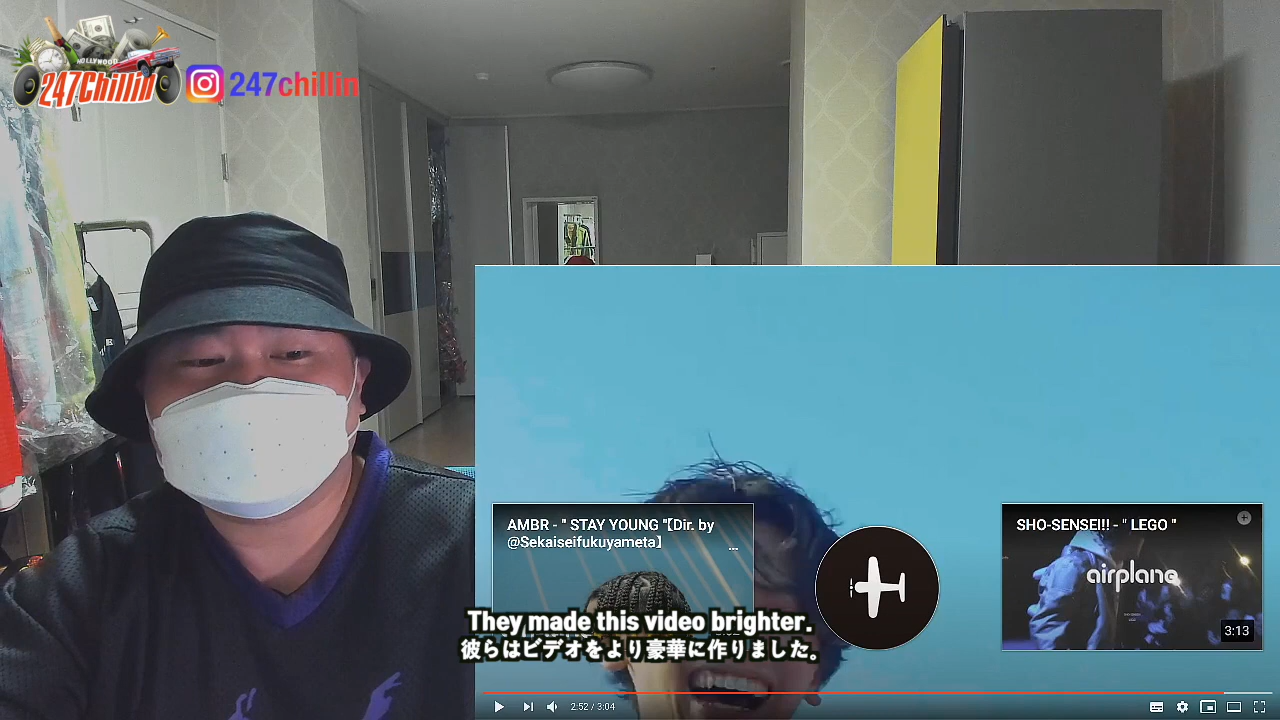 HOLLYWOOD
247Chillin
247chillin
AMBR - " STAY YOUNG "【Dir. by
@Sekaiseifukuyameta】
...
SHO-SENSEI!! - " LEGO "
airplane
3:13
They made this video brighter.
彼らはビデオをより豪華に作りました。
2:52 / 3:04